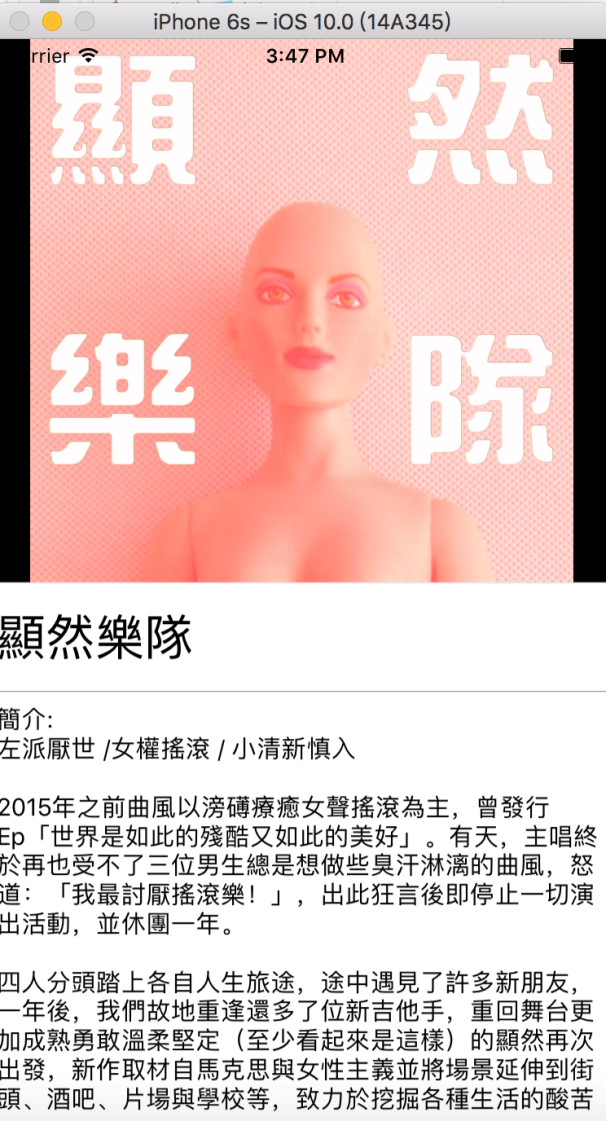 iPhone 6s – iOS 10.0 (14A345)
rrier 3:47 PM
顯 然
樂 隊
顯然樂隊
簡介:
左派厭世 /女權搖滾 / 小清新慎入
2015年之前曲風以滂礡療癒女聲搖滾為主，曾發行
Ep「世界是如此的殘酷又如此的美好」。有天，主唱終
於再也受不了三位男生總是想做些臭汗淋漓的曲風，怒
道：「我最討厭搖滾樂！」，出此狂言後即停止一切演
出活動，並休團一年。
四人分頭踏上各自人生旅途，途中遇見了許多新朋友，
一年後，我們故地重逢還多了位新吉他手，重回舞台更
加成熟勇敢溫柔堅定（至少看起來是這樣）的顯然再次
出發，新作取材自馬克思與女性主義並將場景延伸到街
頭、酒吧、片場與學校等，致力於挖掘各種生活的酸苦